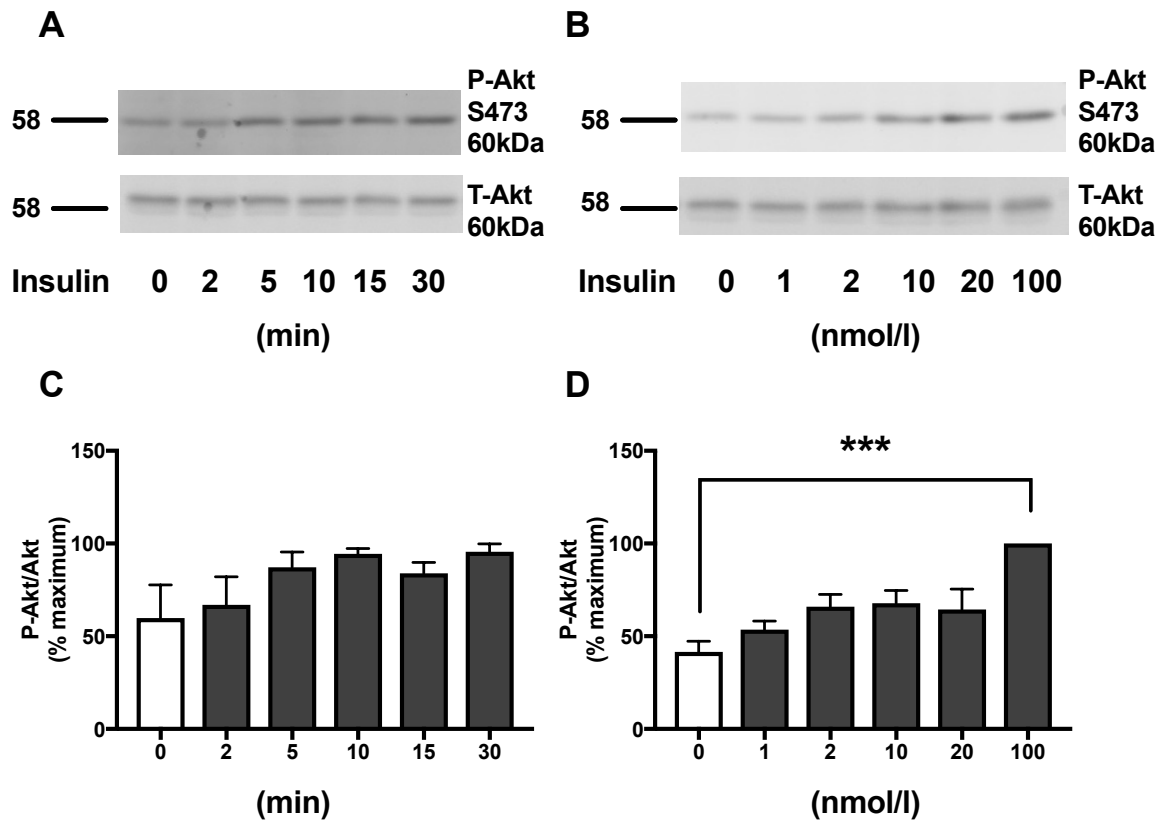 A
58
P-Akt
S473
60kDa
58
T-Akt
60kDa
Insulin 0 2 5 10 15 30
(min)
B
58
P-Akt
S473
60kDa
58
T-Akt
60kDa
Insulin 0 1 2 10 20 100
(nmol/l)
C
P-Akt/Akt
(% maximum)
150
100
50
0
0 2 5 10 15 30
(min)
D
P-Akt/Akt
(% maximum)
150
100
50
0
***
0 1 2 10 20 100
(nmol/l)